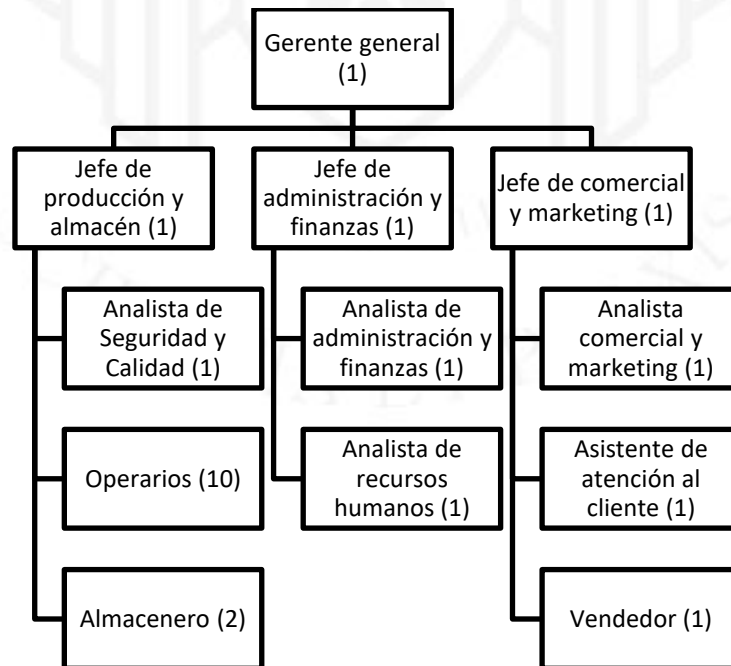 Gerente general
(1)
Jefe de
producción y
almacén (1)
Jefe de
administración y
finanzas (1)
Jefe de comercial
y marketing (1)
Analista de
Seguridad y
Calidad (1)
Analista de
administración y
finanzas (1)
Analista
comercial y
marketing (1)
Operarios (10)
Analista de
recursos
humanos (1)
Asistente de
atención al
cliente (1)
Almacenero (2)
Vendedor (1)